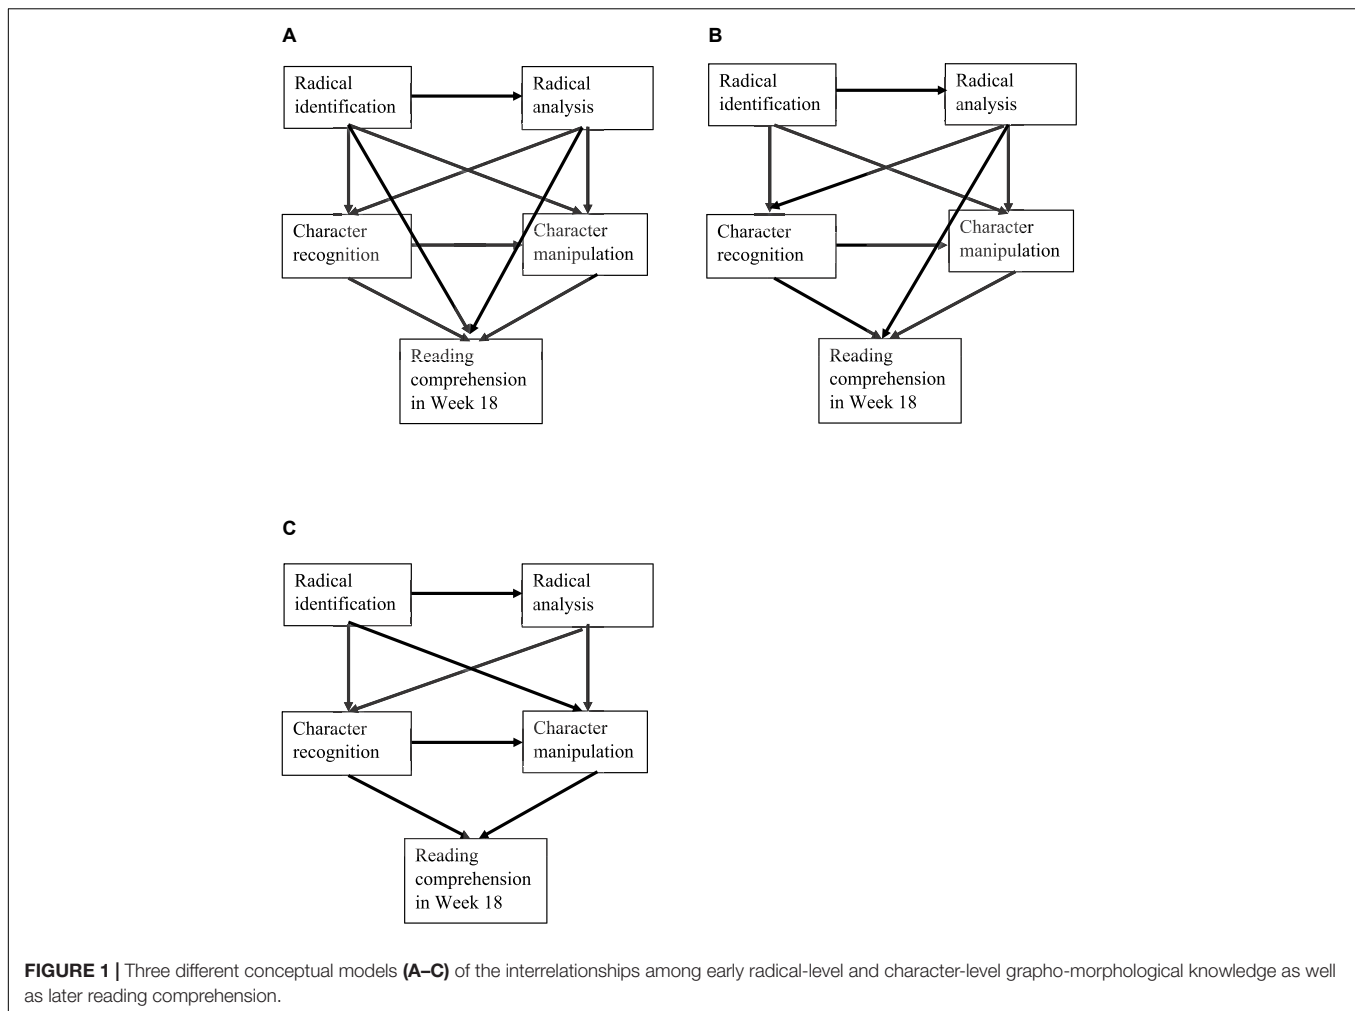 A
Radical
identification
Radical
analysis
Character
recognition
Character
manipulation
Reading
comprehension
in Week 18
B
Radical
identification
Radical
analysis
Character
recognition
Character
manipulation
Reading
comprehension
in Week 18
C
Radical
identification
Radical
analysis
Character
recognition
Character
manipulation
Reading
comprehension
in Week 18
FIGURE 1 | Three different conceptual models (A–C) of the interrelationships among early radical-level and character-level grapho-morphological knowledge as well
as later reading comprehension.